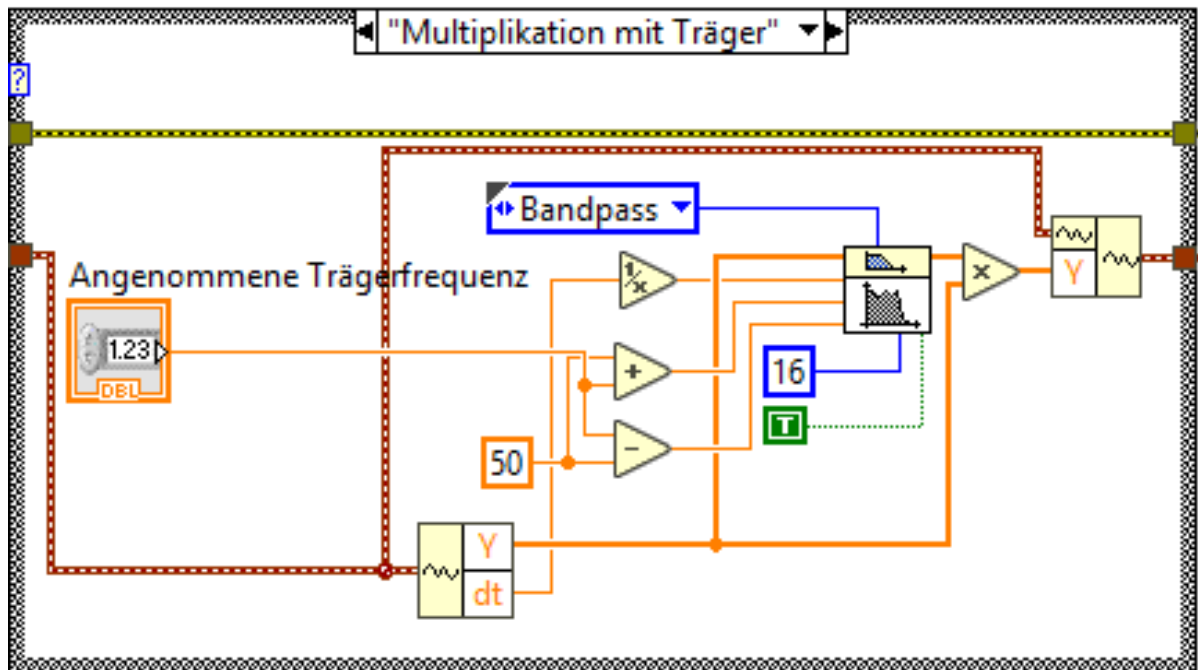 "Multiplikation mit Träger"
?
Bandpass
Angenommene Trägerfrequenz
1.23
DBL
1/x
+
16
T
50
-
x
Y
Y
dt